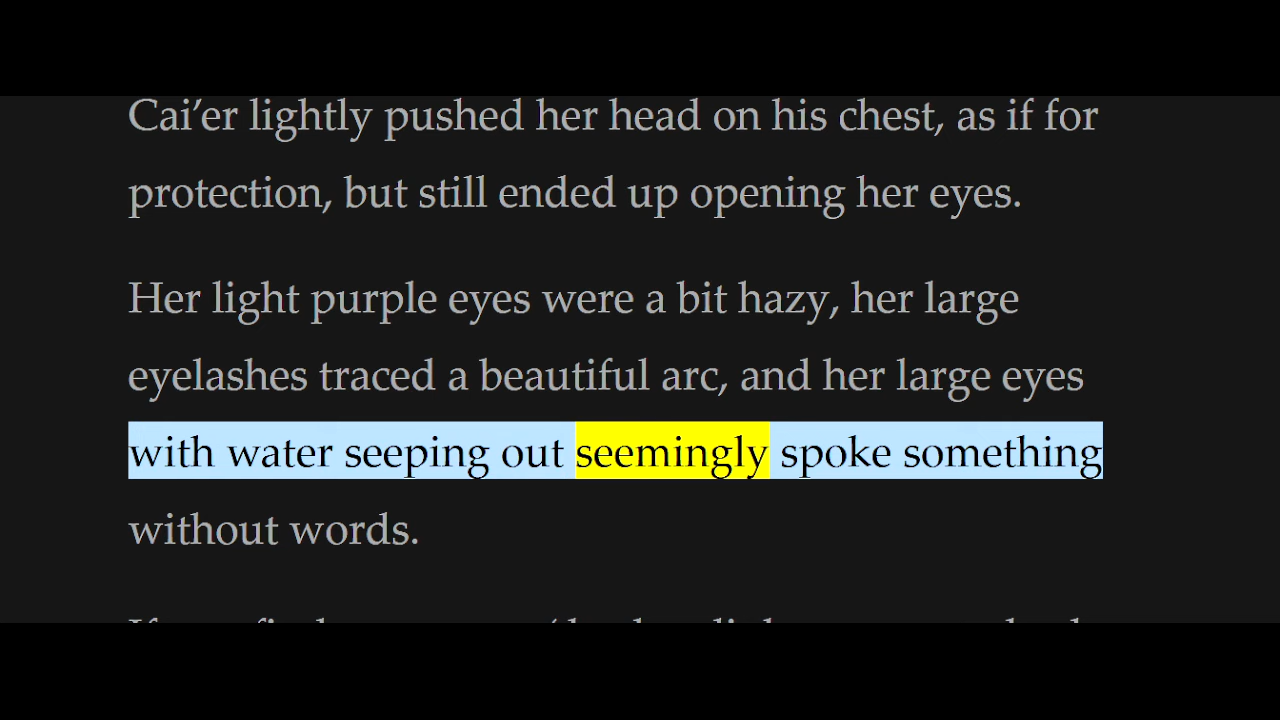 Cai’er lightly pushed her head on his chest, as if for
protection, but still ended up opening her eyes.
Her light purple eyes were a bit hazy, her large
eyelashes traced a beautiful arc, and her large eyes
with water seeping out seemingly spoke something
without words.